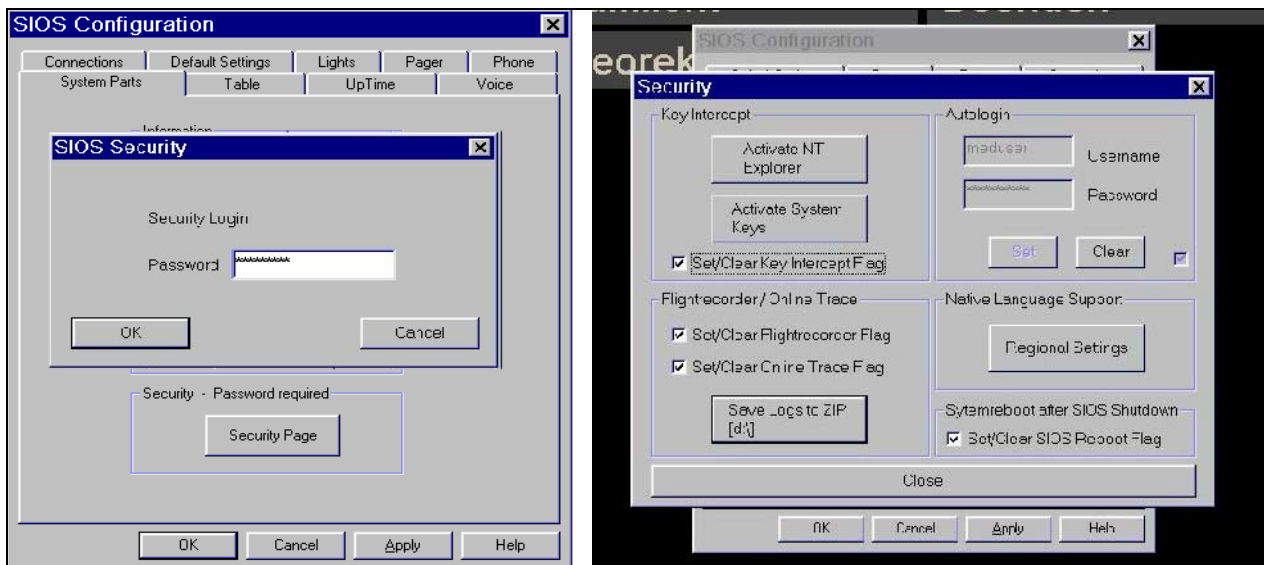 SIOS Configuration
Connections Default Settings Lights Pager Phone
System Parts Table UpTime Voice
Information
SIOS Security
Security Login
Password **********
OK Cancel
Security - Password required
Security Page
OK Cancel Apply Help
SIOS Configuration
Security
Key Intercept
Activate NT
Explorer
Activate System
Keys
Set/Clear Key Intercept Flag
Autologin
meduser Username
Password
Set Clear
Flightrecorder / Online Trace
Set/Clear Flightrecorder Flag
Set/Clear Online Trace Flag
Save Logs to ZIP
[d:\]
Native Language Support
Regional Settings
Sytemreboot after SIOS Shutdown
Set/Clear SIOS Reboot Flag
Close
OK Cancel Apply Help